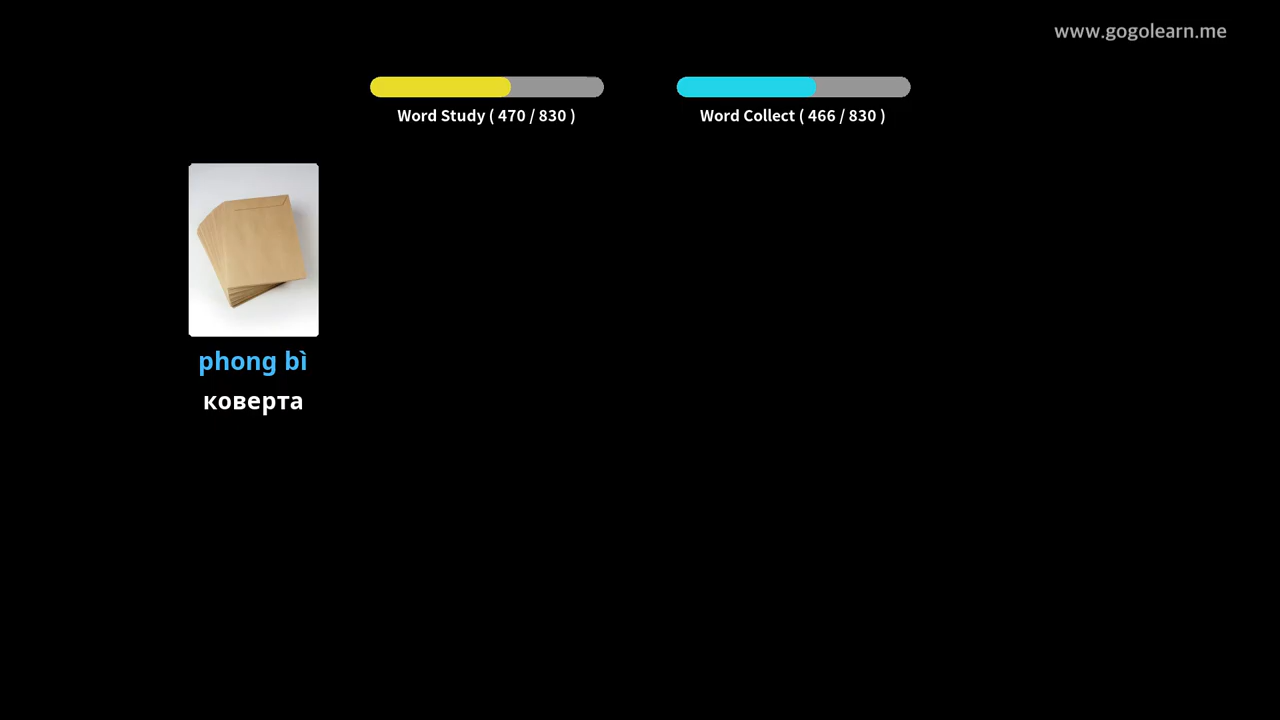 www.gogolearn.me
Word Study ( 470 / 830 )
Word Collect ( 466 / 830 )
phong bì
коверта